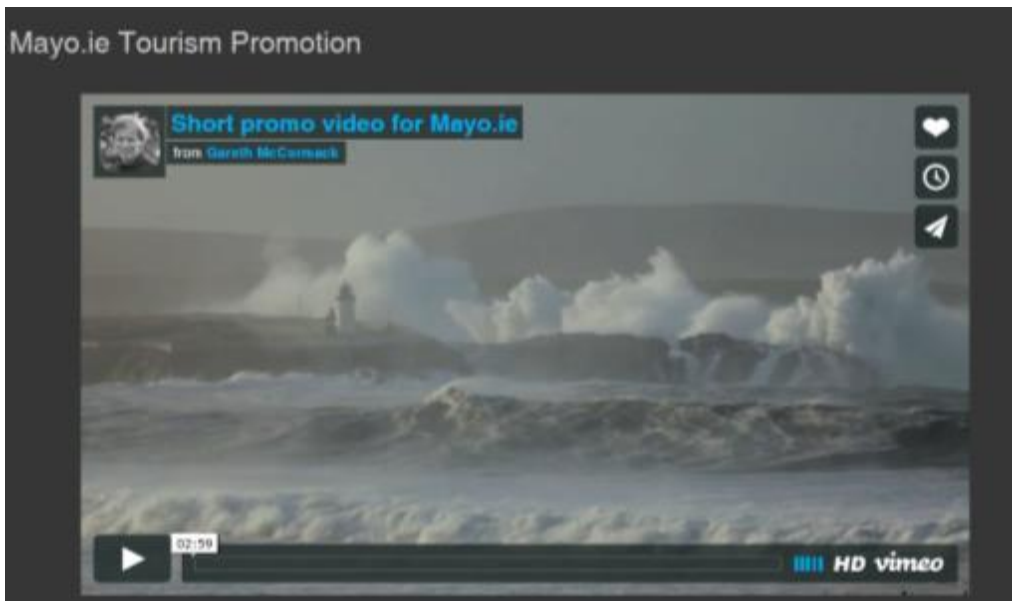 Mayo.ie Tourism Promotion
Short promo video for Mayo.ie
from Gareth McCormack
02:59
HD vimeo